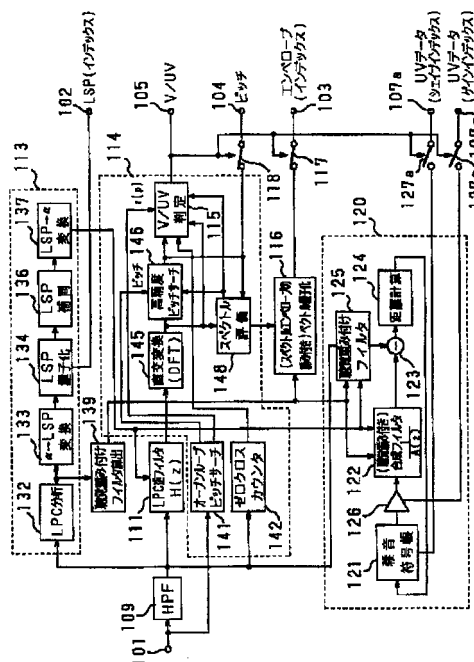 101
109
HPF
113
132
LPC分析
133
α-LSP
変換
134
LSP
量子化
136
LSP
補間
137
LSP→α
変換
102 LSP(インデックス)
139
聴覚重み付け
フィルタ算出
111
LPC逆フィルタ
H(z)
114
145
直交変換
(DFT)
146
高精度
ピッチサーチ
ピッチ
r(p)
V/UV
判定
115
V/UV
105
141
オープンループ
ピッチサーチ
142
ゼロクロス
カウンタ
148
スペクトル
評価
118
104 ピッチ
116
(スペクトルエンベロープの)
(重み付き)ベクトル量子化
117
103
エンベロープ
(インデックス)
120
121
雑音
符号帳
126
122
(聴覚重み付き)
合成フィルタ
1
A(z)
123
124
距離計算
125
聴覚重み付け
フィルタ
127a
107a
UVデータ
(シェイプインデックス)
UVデータ
(ゲインインデックス)